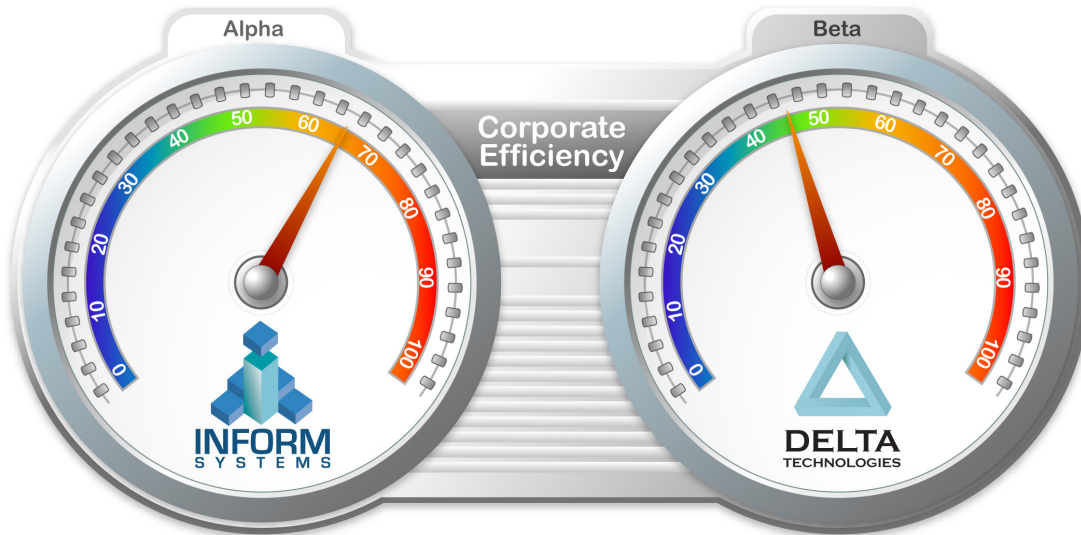 Alpha
Beta
Corporate
Efficiency
0
10
20
30
40
50
60
70
80
90
100
INFORM
SYSTEMS
0
10
20
30
40
50
60
70
80
90
100
DELTA
TECHNOLOGIES